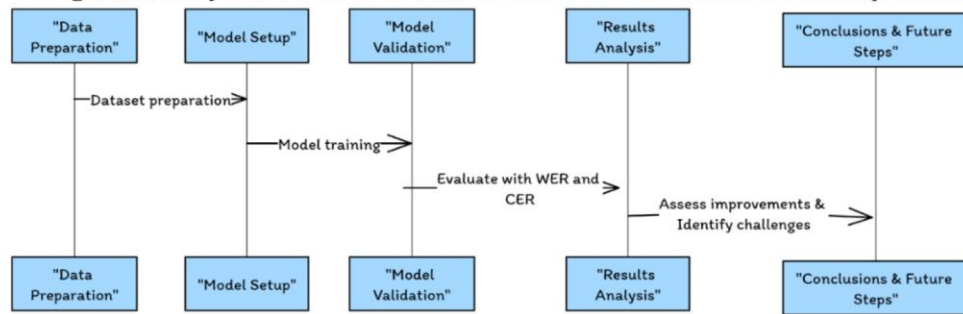 "Data
Preparation"
"Model Setup"
"Model
Validation"
"Results
Analysis"
"Conclusions & Future
Steps"
Dataset preparation
Model training
Evaluate with WER and
CER
Assess improvements &
Identify challenges
"Data
Preparation"
"Model Setup"
"Model
Validation"
"Results
Analysis"
"Conclusions & Future
Steps"